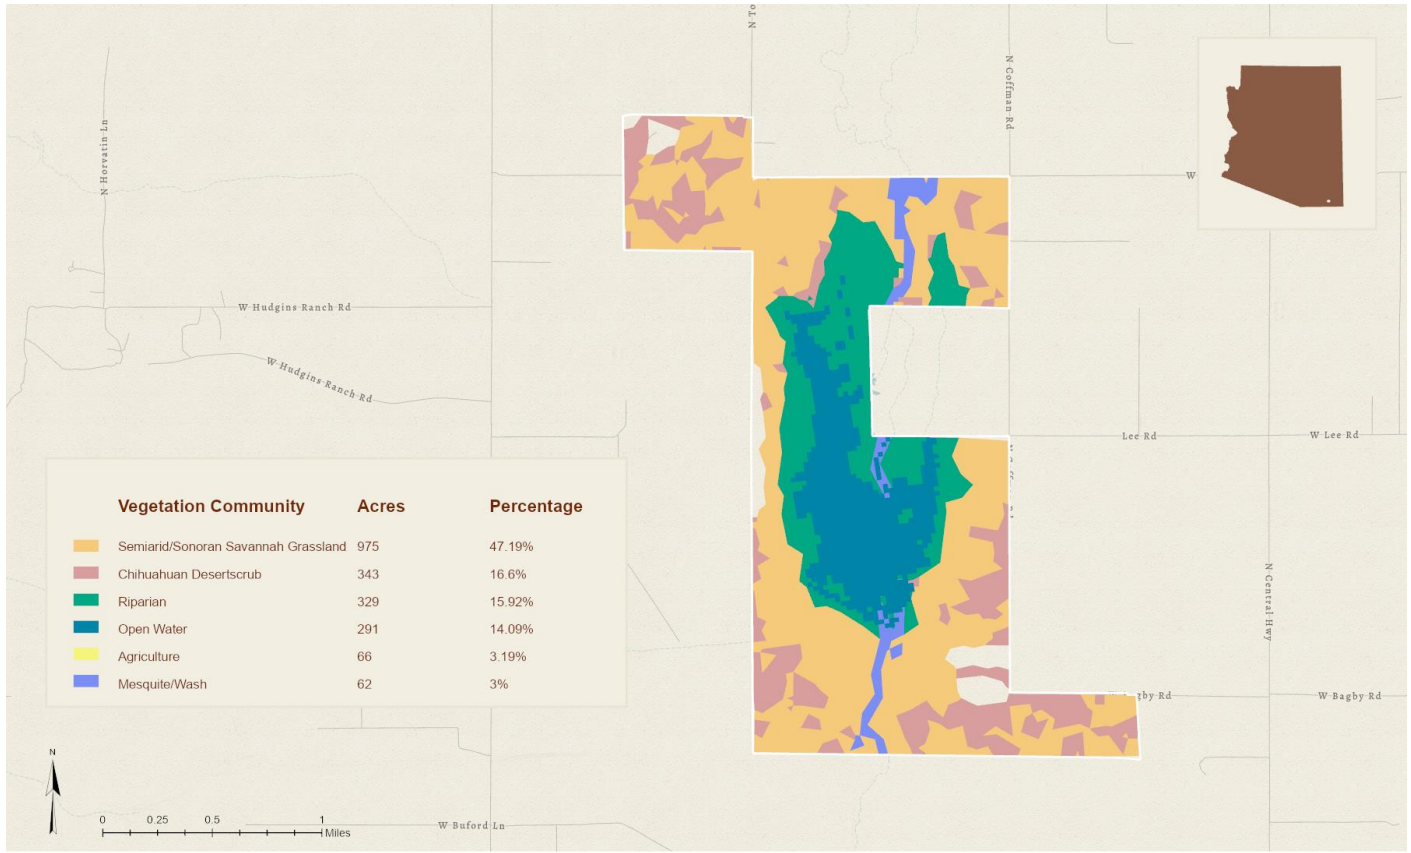 N To
N Coffman Rd
N Horvatin Ln
W
W Hudgins Ranch Rd
W Hudgins Ranch Rd
Lee Rd
W Lee Rd
Vegetation Community Acres Percentage
Semiarid/Sonoran Savannah Grassland 975 47.19%
Chihuahuan Desertscrub 343 16.6%
Riparian 329 15.92%
Open Water 291 14.09%
Agriculture 66 3.19%
Mesquite/Wash 62 3%
N Central Hwy
Rd
W Bagby Rd
N
0 0.25 0.5 1
Miles
W Buford Ln